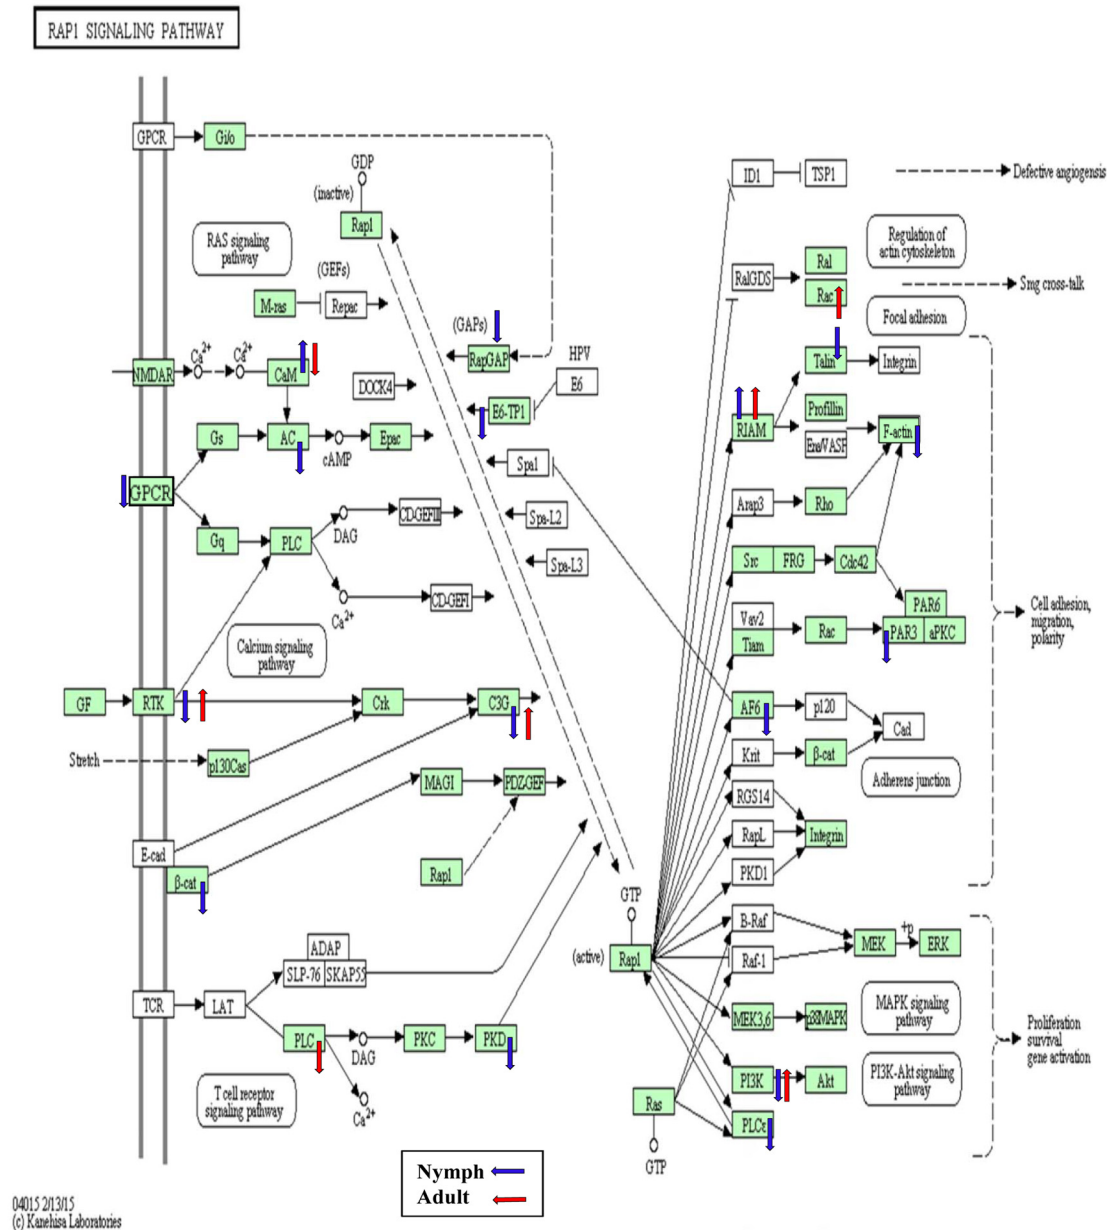 RAP1 SIGNALING PATHWAY
GPCR
Gi/o
GDP
(inactive)
Rap1
RAS signaling
pathway
(GEFs)
M-ras
Repac
(GAPs)
RapGAP
HPV
E6
DOCK4
E6-TP1
NMDAR
Ca2+
Ca2+
CaM
Gs
AC
cAMP
Epac
Spa1
GPCR
Gq
PLC
DAG
CD-GEFIII
Spa-L2
Spa-L3
Ca2+
CD-GEFI
Calcium signaling
pathway
GF
RTK
Crk
C3G
Stretch
p130Cas
MAGI
PDZ-GEF
E-cad
β-cat
Rap1
GTP
(active)
Rap1
ADAP
SLP-76
SKAP55
TCR
LAT
PLC
DAG
PKC
PKD
Ca2+
T cell receptor
signaling pathway
Ras
GTP
ID1
TSP1
Defective angiogenesis
Regulation of
actin cytoskeleton
RalGDS
Ral
Rac
Smg cross-talk
Focal adhesion
Talin
Integrin
Profillin
RIAM
Ena/VASP
F-actin
Arap3
Rho
Src
FRG
Cdc42
PAR6
Vav2
Tiam
Rac
PAR3
aPKC
Cell adhesion,
migration,
polarity
AF6
p120
Cad
Krit
β-cat
Adherens junction
RGS14
RapL
Integrin
PKD1
B-Raf
Raf-1
MEK
+p
ERK
MEK3,6
p38MAPK
MAPK signaling
pathway
Proliferation
survival
gene activation
PI3K
Akt
PI3K-Akt signaling
pathway
PLCε
Nymph
Adult
04015 2/13/15
(c) Kanehisa Laboratories